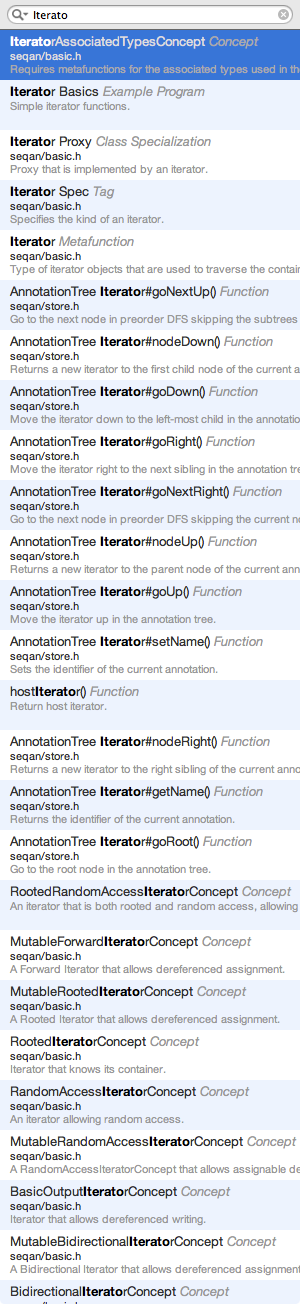 Iterato
IteratorAssociatedTypesConcept Concept
seqan/basic.h
Requires metafunctions for the associated types used in the
Iterator Basics Example Program
Simple iterator functions.
Iterator Proxy Class Specialization
seqan/basic.h
Proxy that is implemented by an iterator.
Iterator Spec Tag
seqan/basic.h
Specifies the kind of an iterator.
Iterator Metafunction
seqan/basic.h
Type of iterator objects that are used to traverse the contain
AnnotationTree Iterator#goNextUp() Function
seqan/store.h
Go to the next node in preorder DFS skipping the subtrees
AnnotationTree Iterator#nodeDown() Function
seqan/store.h
Returns a new iterator to the first child node of the current a
AnnotationTree Iterator#goDown() Function
seqan/store.h
Move the iterator down to the left-most child in the annotatio
AnnotationTree Iterator#goRight() Function
seqan/store.h
Move the iterator right to the next sibling in the annotation tre
AnnotationTree Iterator#goNextRight() Function
seqan/store.h
Go to the next node in preorder DFS skipping the current no
AnnotationTree Iterator#nodeUp() Function
seqan/store.h
Returns a new iterator to the parent node of the current ann
AnnotationTree Iterator#goUp() Function
seqan/store.h
Move the iterator up in the annotation tree.
AnnotationTree Iterator#setName() Function
seqan/store.h
Sets the identifier of the current annotation.
hostIterator() Function
Return host iterator.
AnnotationTree Iterator#nodeRight() Function
seqan/store.h
Returns a new iterator to the right sibling of the current anno
AnnotationTree Iterator#getName() Function
seqan/store.h
Returns the identifier of the current annotation.
AnnotationTree Iterator#goRoot() Function
seqan/store.h
Go to the root node in the annotation tree.
RootedRandomAccessIteratorConcept Concept
An iterator that is both rooted and random access, allowing
MutableForwardIteratorConcept Concept
seqan/basic.h
A Forward Iterator that allows dereferenced assignment.
MutableRootedIteratorConcept Concept
seqan/basic.h
A Rooted Iterator that allows dereferenced assignment.
RootedIteratorConcept Concept
seqan/basic.h
Iterator that knows its container.
RandomAccessIteratorConcept Concept
seqan/basic.h
An iterator allowing random access.
MutableRandomAccessIteratorConcept Concept
seqan/basic.h
A RandomAccessIteratorConcept that allows assignable de
BasicOutputIteratorConcept Concept
seqan/basic.h
Iterator that allows dereferenced writing.
MutableBidirectionalIteratorConcept Concept
seqan/basic.h
A Bidirectional Iterator that allows dereferenced assignment
BidirectionalIteratorConcept Concept
seqan/basic.h